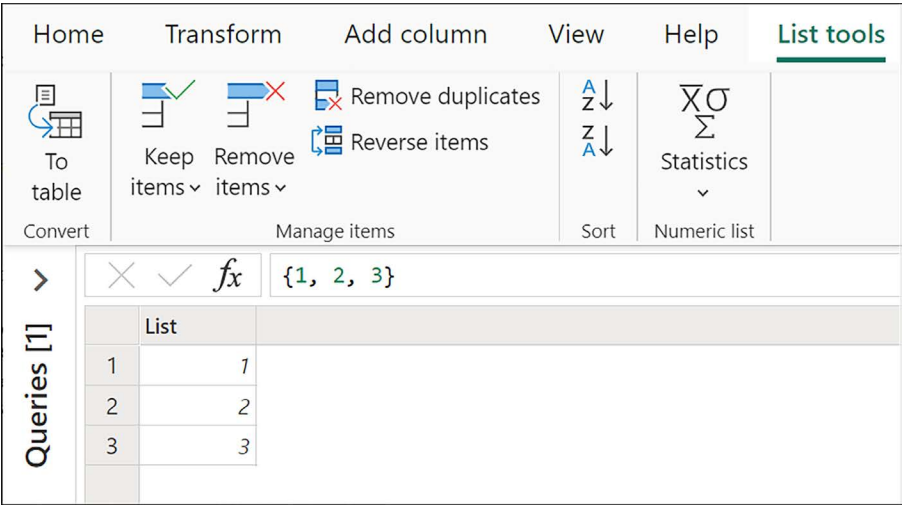 Home Transform Add column View Help List tools
To table
Keep items
Remove items
Remove duplicates
Reverse items
A Z
Z A
X̅σ
Σ
Statistics
Convert Manage items Sort Numeric list
fx {1, 2, 3}
Queries [1]
List
1 1
2 2
3 3